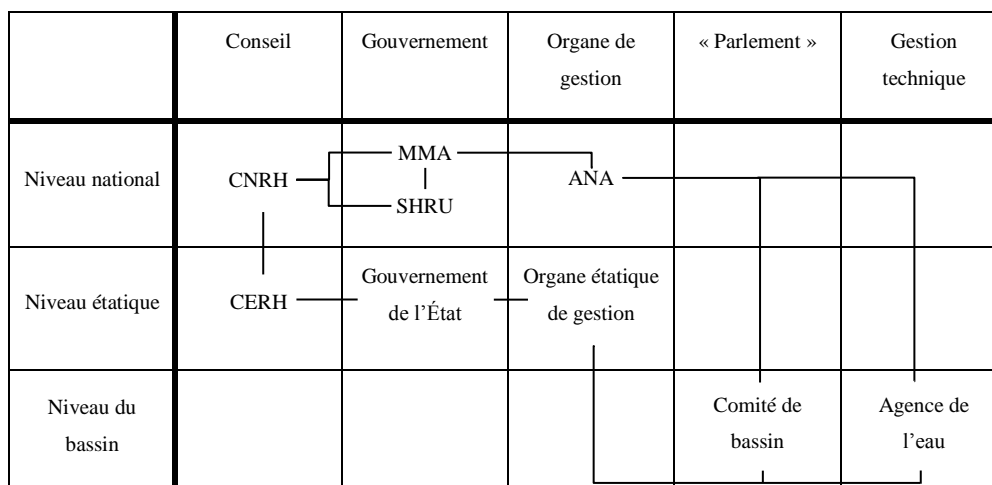 Conseil
Gouvernement
Organe de
gestion
« Parlement »
Gestion
technique
Niveau national
CNRH
MMA
SHRU
ANA
Niveau étatique
CERH
Gouvernement
de l’État
Organe étatique
de gestion
Niveau du
bassin
Comité de
bassin
Agence de
l’eau